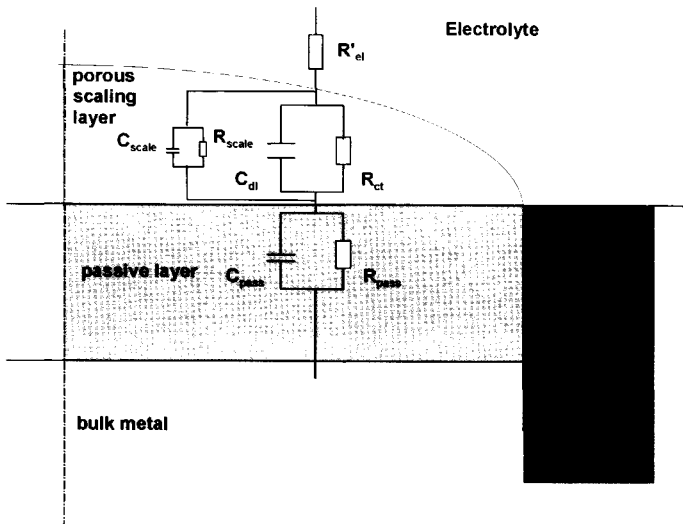 Electrolyte
R'el
porous
scaling
layer
Cscale
Rscale
Cdl
Rct
passive layer
Cpass
Rpass
bulk metal